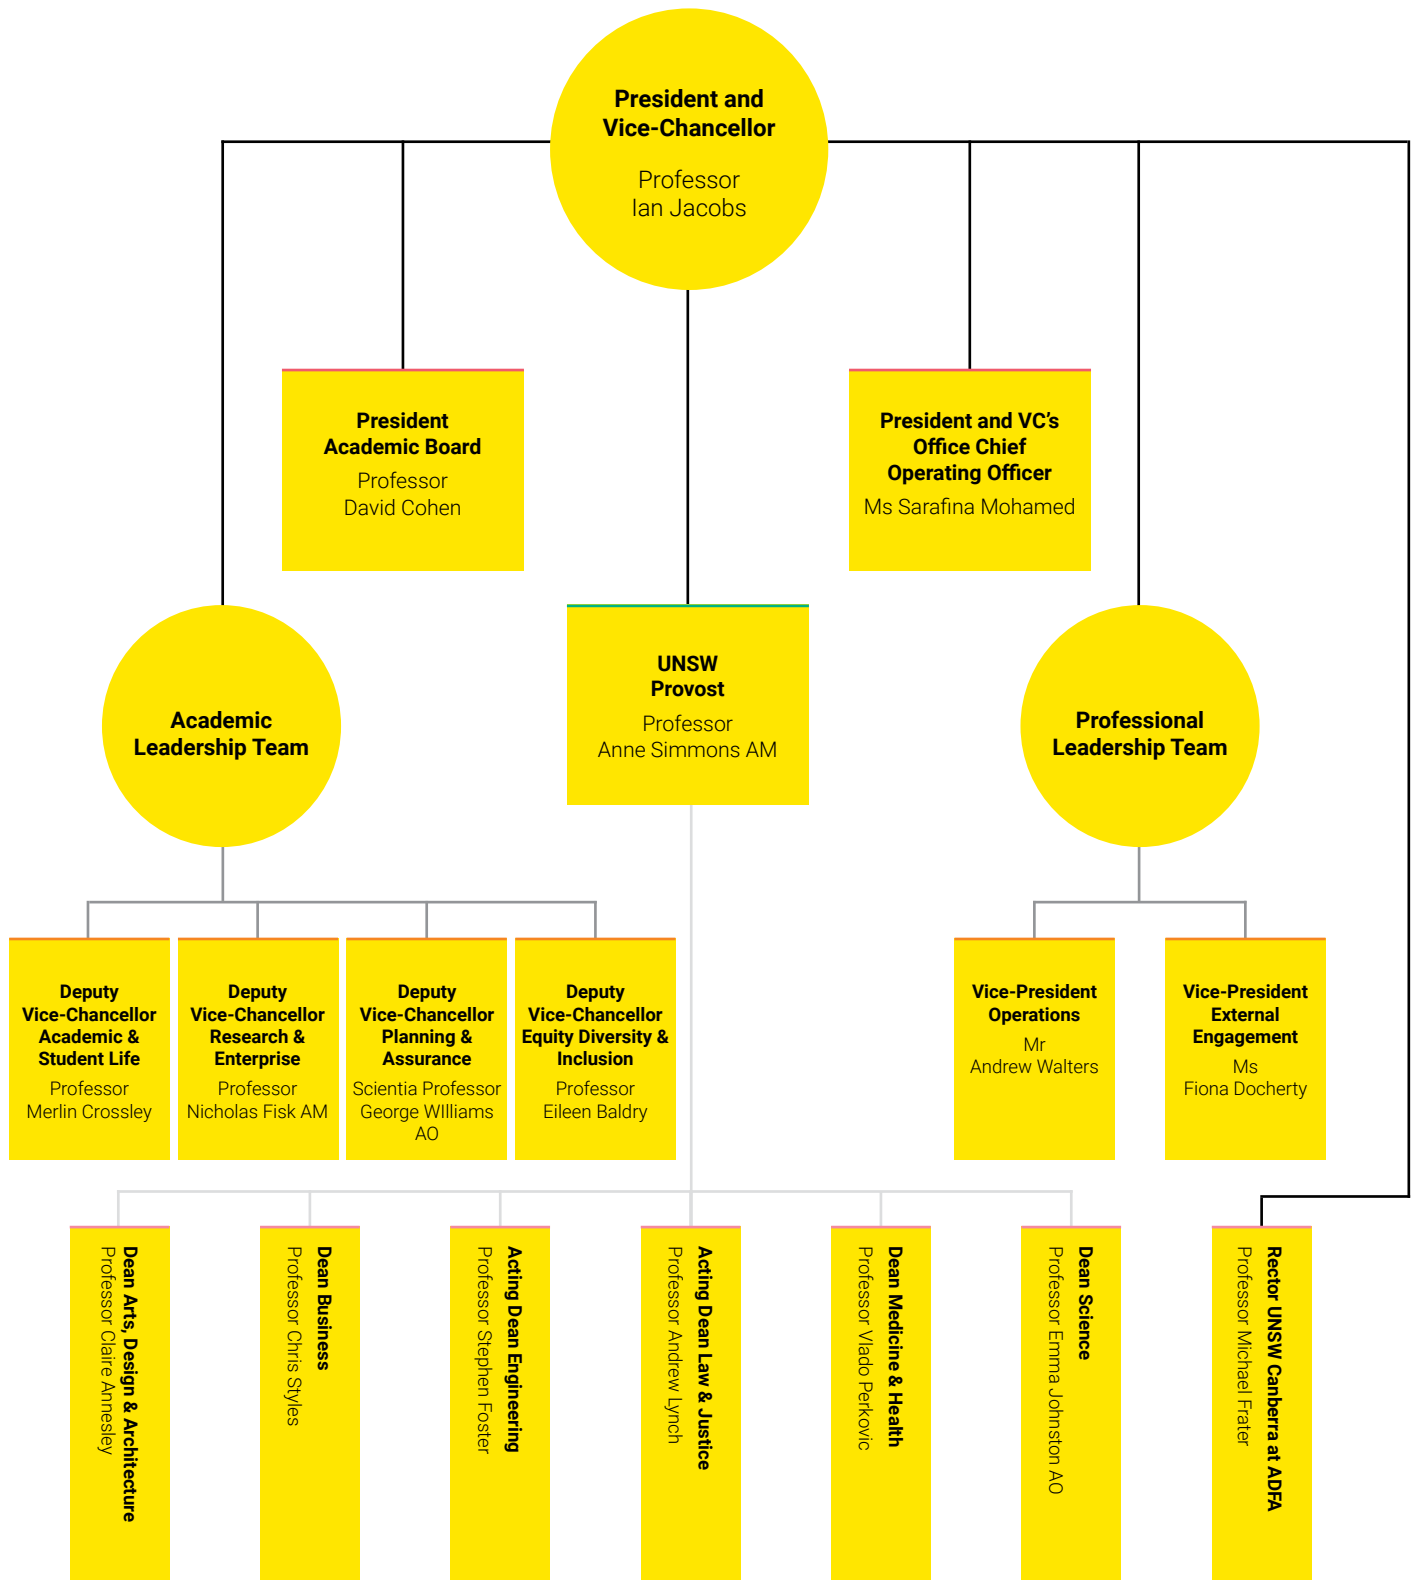 President and
Vice-Chancellor
Professor
Ian Jacobs
President
Academic Board
Professor
David Cohen
President and VC's
Office Chief
Operating Officer
Ms Sarafina Mohamed
Academic
Leadership Team
UNSW
Provost
Professor
Anne Simmons AM
Professional
Leadership Team
Deputy
Vice-Chancellor
Academic &
Student Life
Professor
Merlin Crossley
Deputy
Vice-Chancellor
Research &
Enterprise
Professor
Nicholas Fisk AM
Deputy
Vice-Chancellor
Planning &
Assurance
Scientia Professor
George WIlliams
AO
Deputy
Vice-Chancellor
Equity Diversity &
Inclusion
Professor
Eileen Baldry
Vice-President
Operations
Mr
Andrew Walters
Vice-President
External
Engagement
Ms
Fiona Docherty
Dean Arts, Design & Architecture
Professor Claire Annesley
Dean Business
Professor Chris Styles
Acting Dean Engineering
Professor Stephen Foster
Acting Dean Law & Justice
Professor Andrew Lynch
Dean Medicine & Health
Professor Vlado Perkovic
Dean Science
Professor Emma Johnston AO
Rector UNSW Canberra at ADFA
Professor Michael Frater